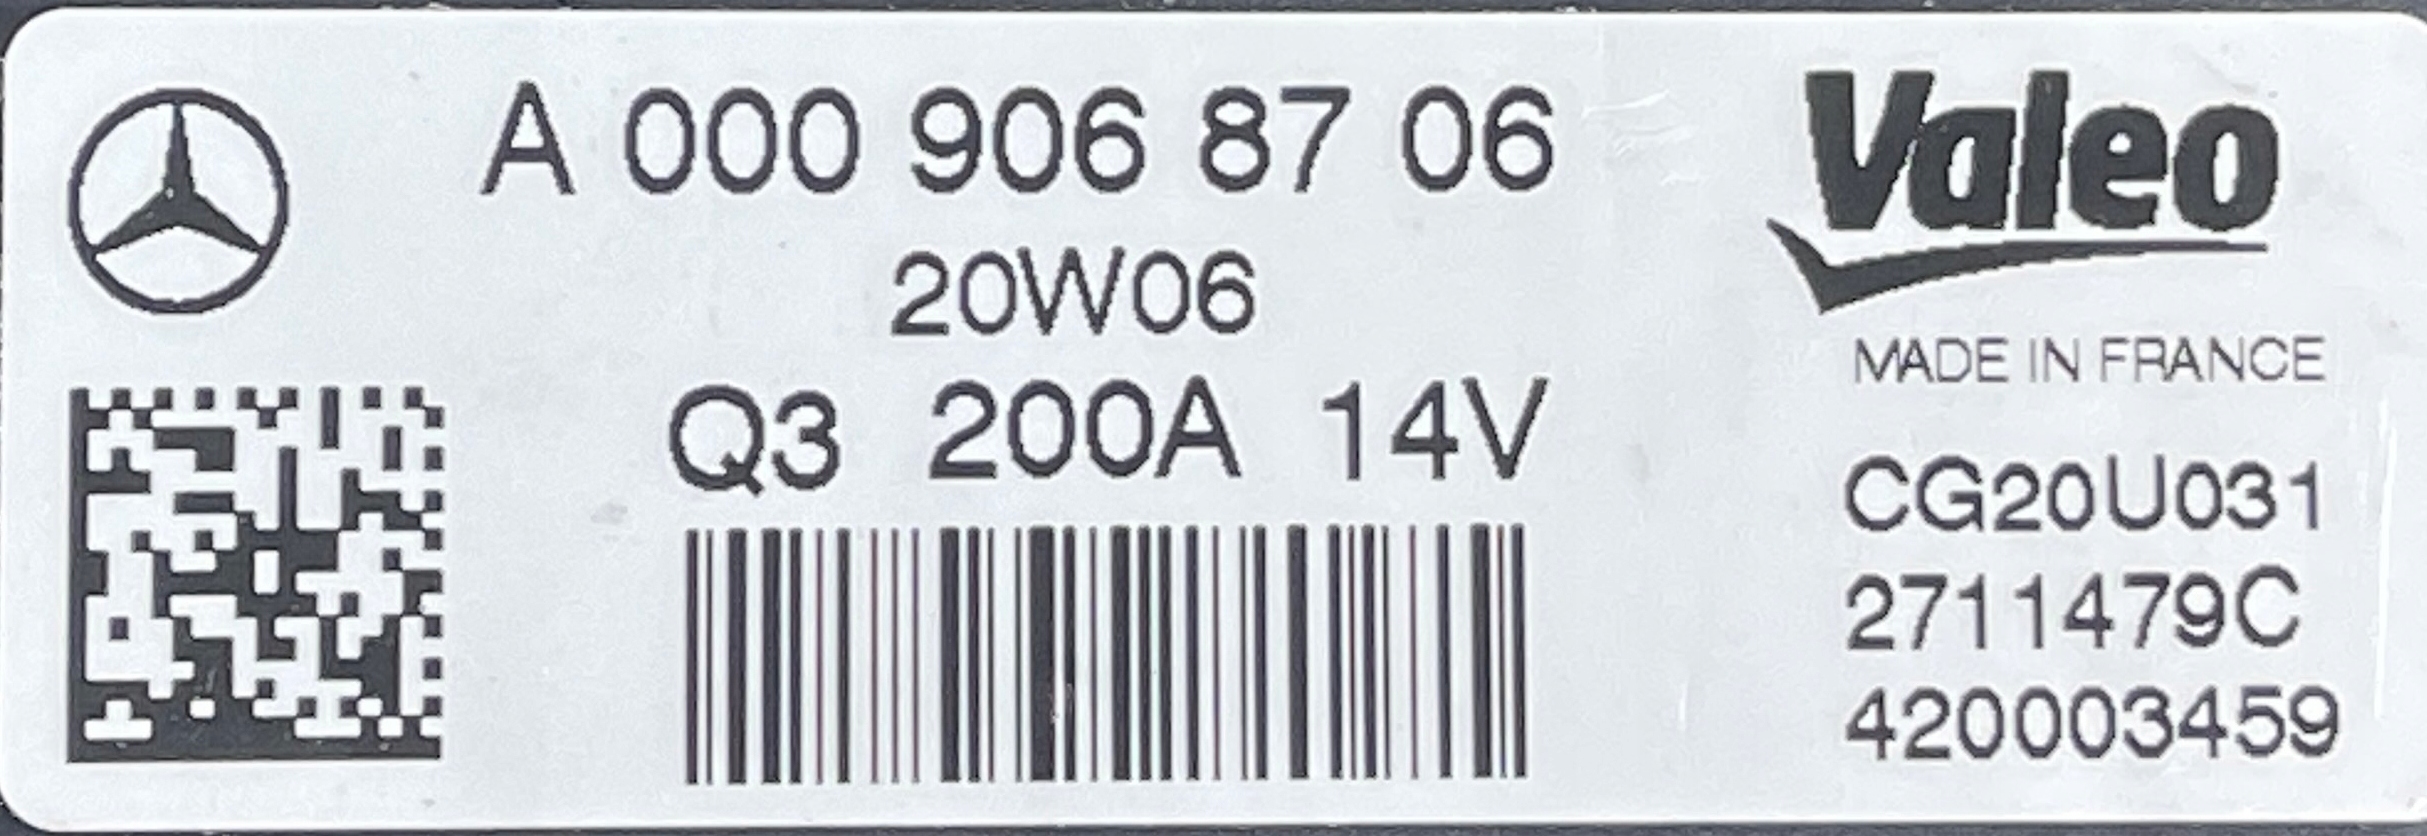 A 000 906 87 06
20W06
Q3 200A 14V
Valeo
MADE IN FRANCE
CG20U031
2711479C
420003459